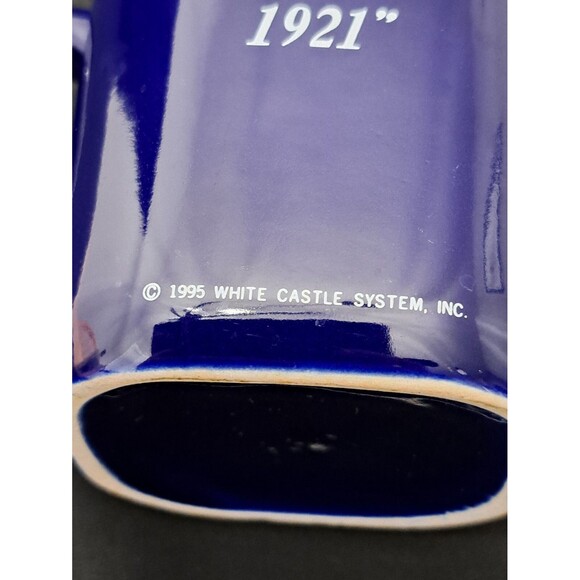 1921”
© 1995 WHITE CASTLE SYSTEM, INC.